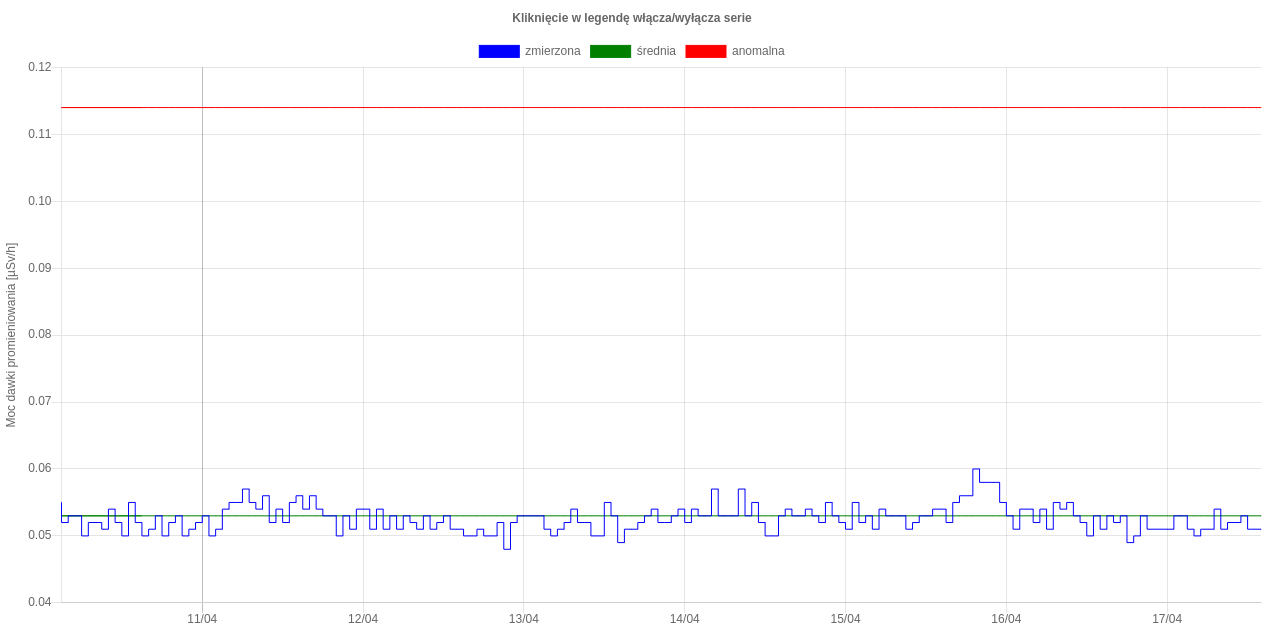 Kliknięcie w legendę włącza/wyłącza serie
zmierzona średnia anomalna
Moc dawki promieniowania [µSv/h]
0.12
0.11
0.10
0.09
0.08
0.07
0.06
0.05
0.04
11/04 12/04 13/04 14/04 15/04 16/04 17/04